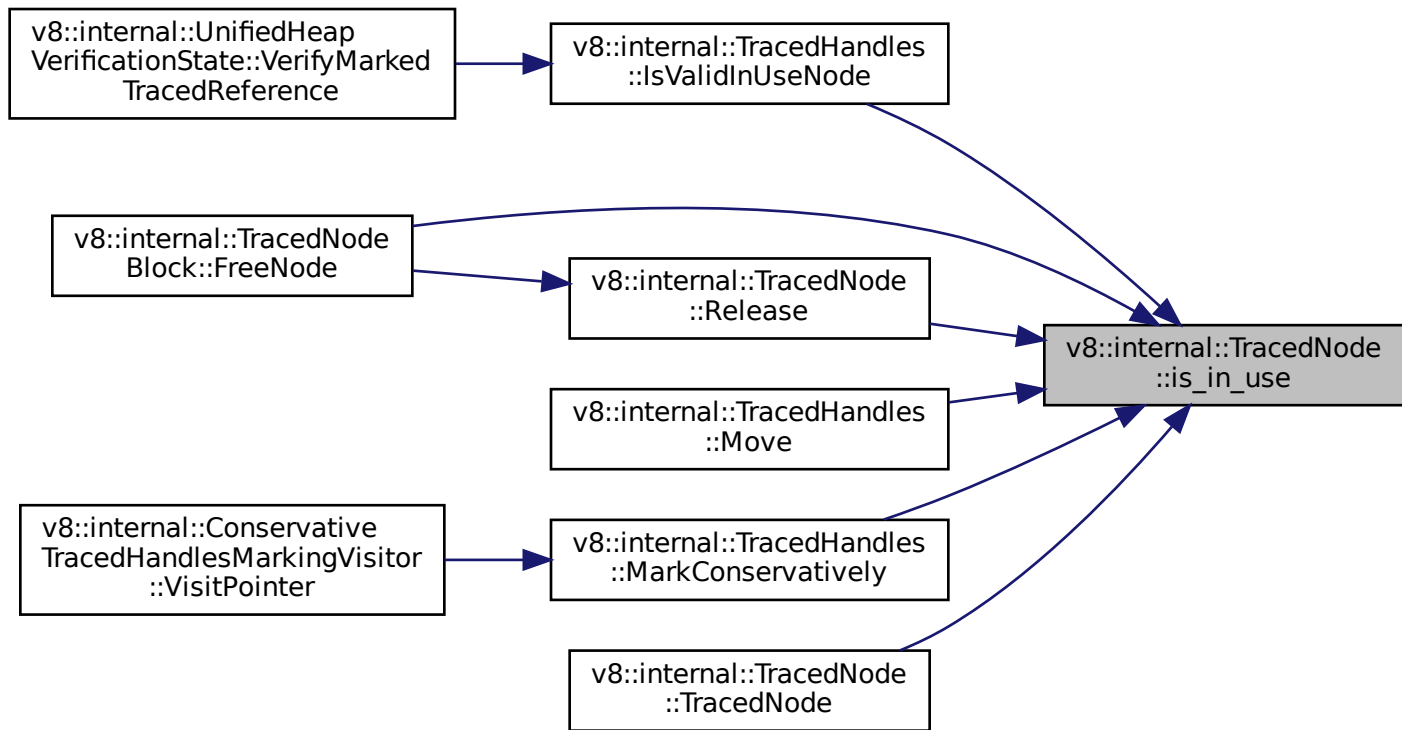 v8::internal::UnifiedHeap
VerificationState::VerifyMarked
TracedReference
v8::internal::TracedHandles
::IsValidInUseNode
v8::internal::TracedNode
Block::FreeNode
v8::internal::TracedNode
::Release
v8::internal::TracedNode
::is_in_use
v8::internal::TracedHandles
::Move
v8::internal::Conservative
TracedHandlesMarkingVisitor
::VisitPointer
v8::internal::TracedHandles
::MarkConservatively
v8::internal::TracedNode
::TracedNode